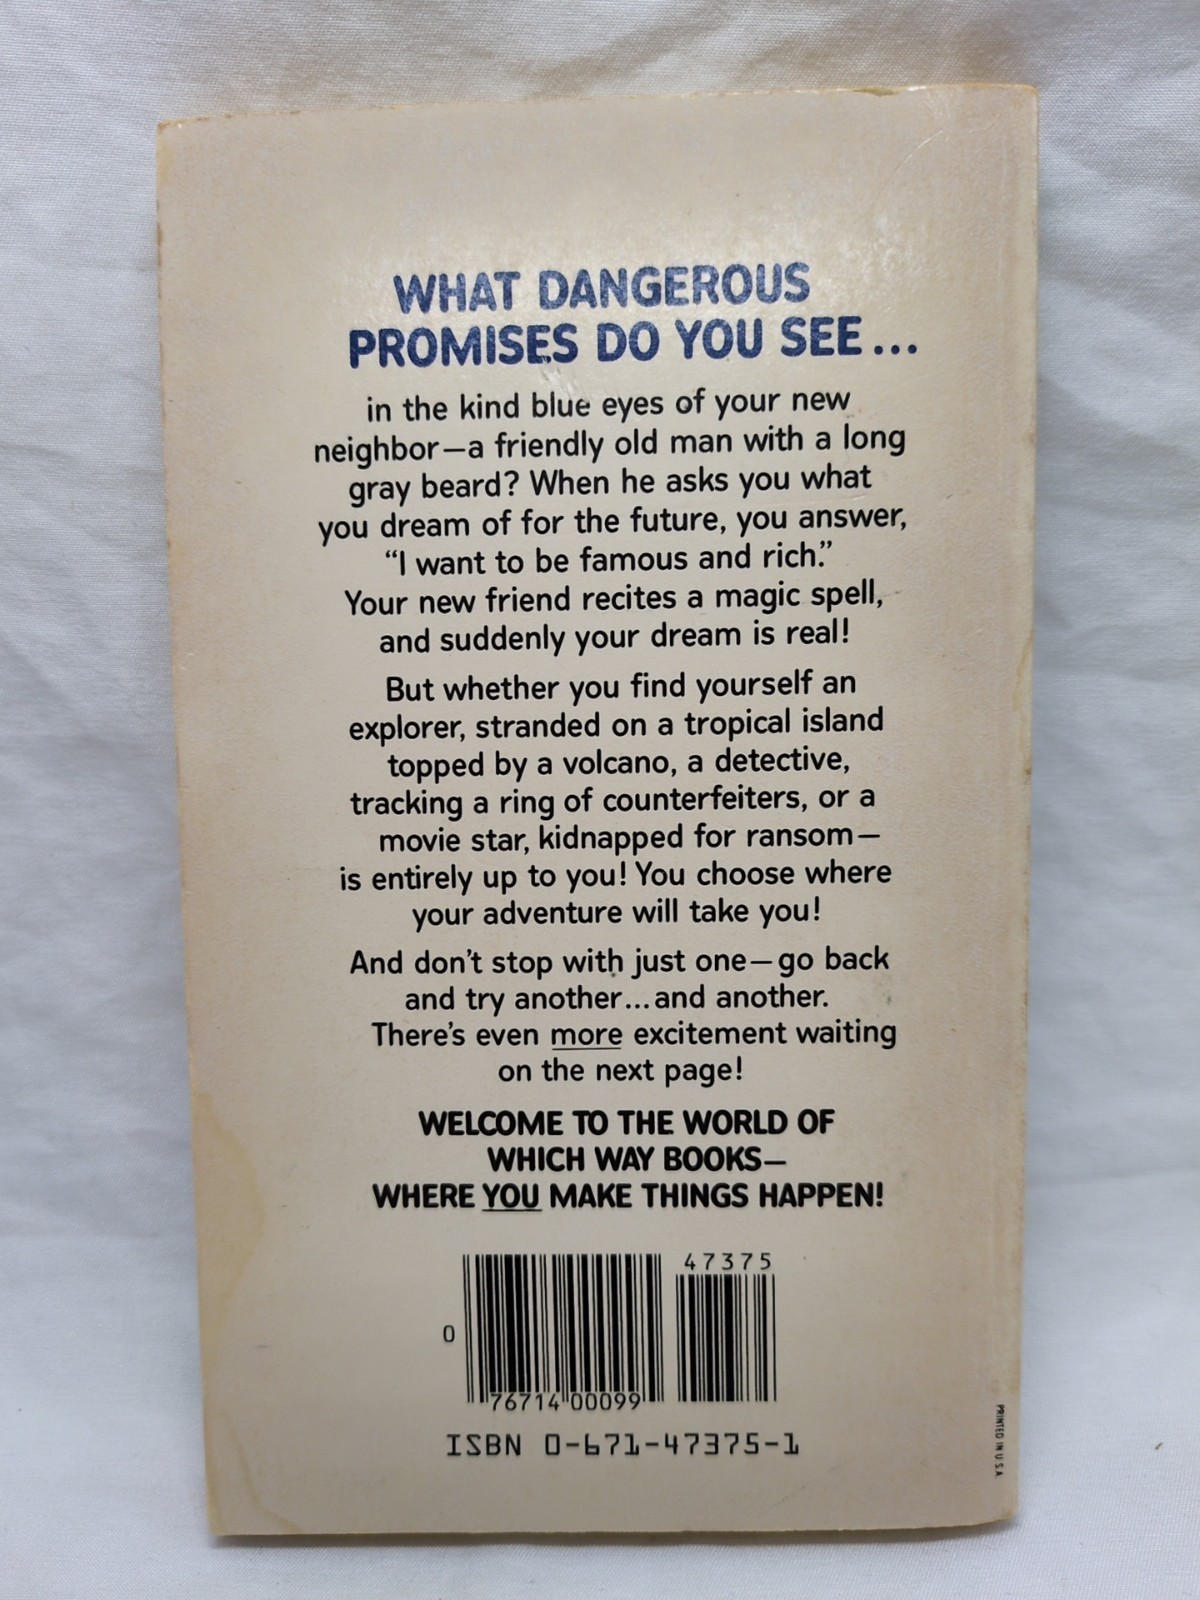 WHAT DANGEROUS
PROMISES DO YOU SEE...
in the kind blue eyes of your new
neighbor—a friendly old man with a long
gray beard? When he asks you what
you dream of for the future, you answer,
“I want to be famous and rich.”
Your new friend recites a magic spell,
and suddenly your dream is real!
But whether you find yourself an
explorer, stranded on a tropical island
topped by a volcano, a detective,
tracking a ring of counterfeiters, or a
movie star, kidnapped for ransom—
is entirely up to you! You choose where
your adventure will take you!
And don't stop with just one—go back
and try another...and another.
There's even more excitement waiting
on the next page!
WELCOME TO THE WORLD OF
WHICH WAY BOOKS—
WHERE YOU MAKE THINGS HAPPEN!
47375
0
76714 00099
ISBN 0-671-47375-1
PRINTED IN U.S.A.